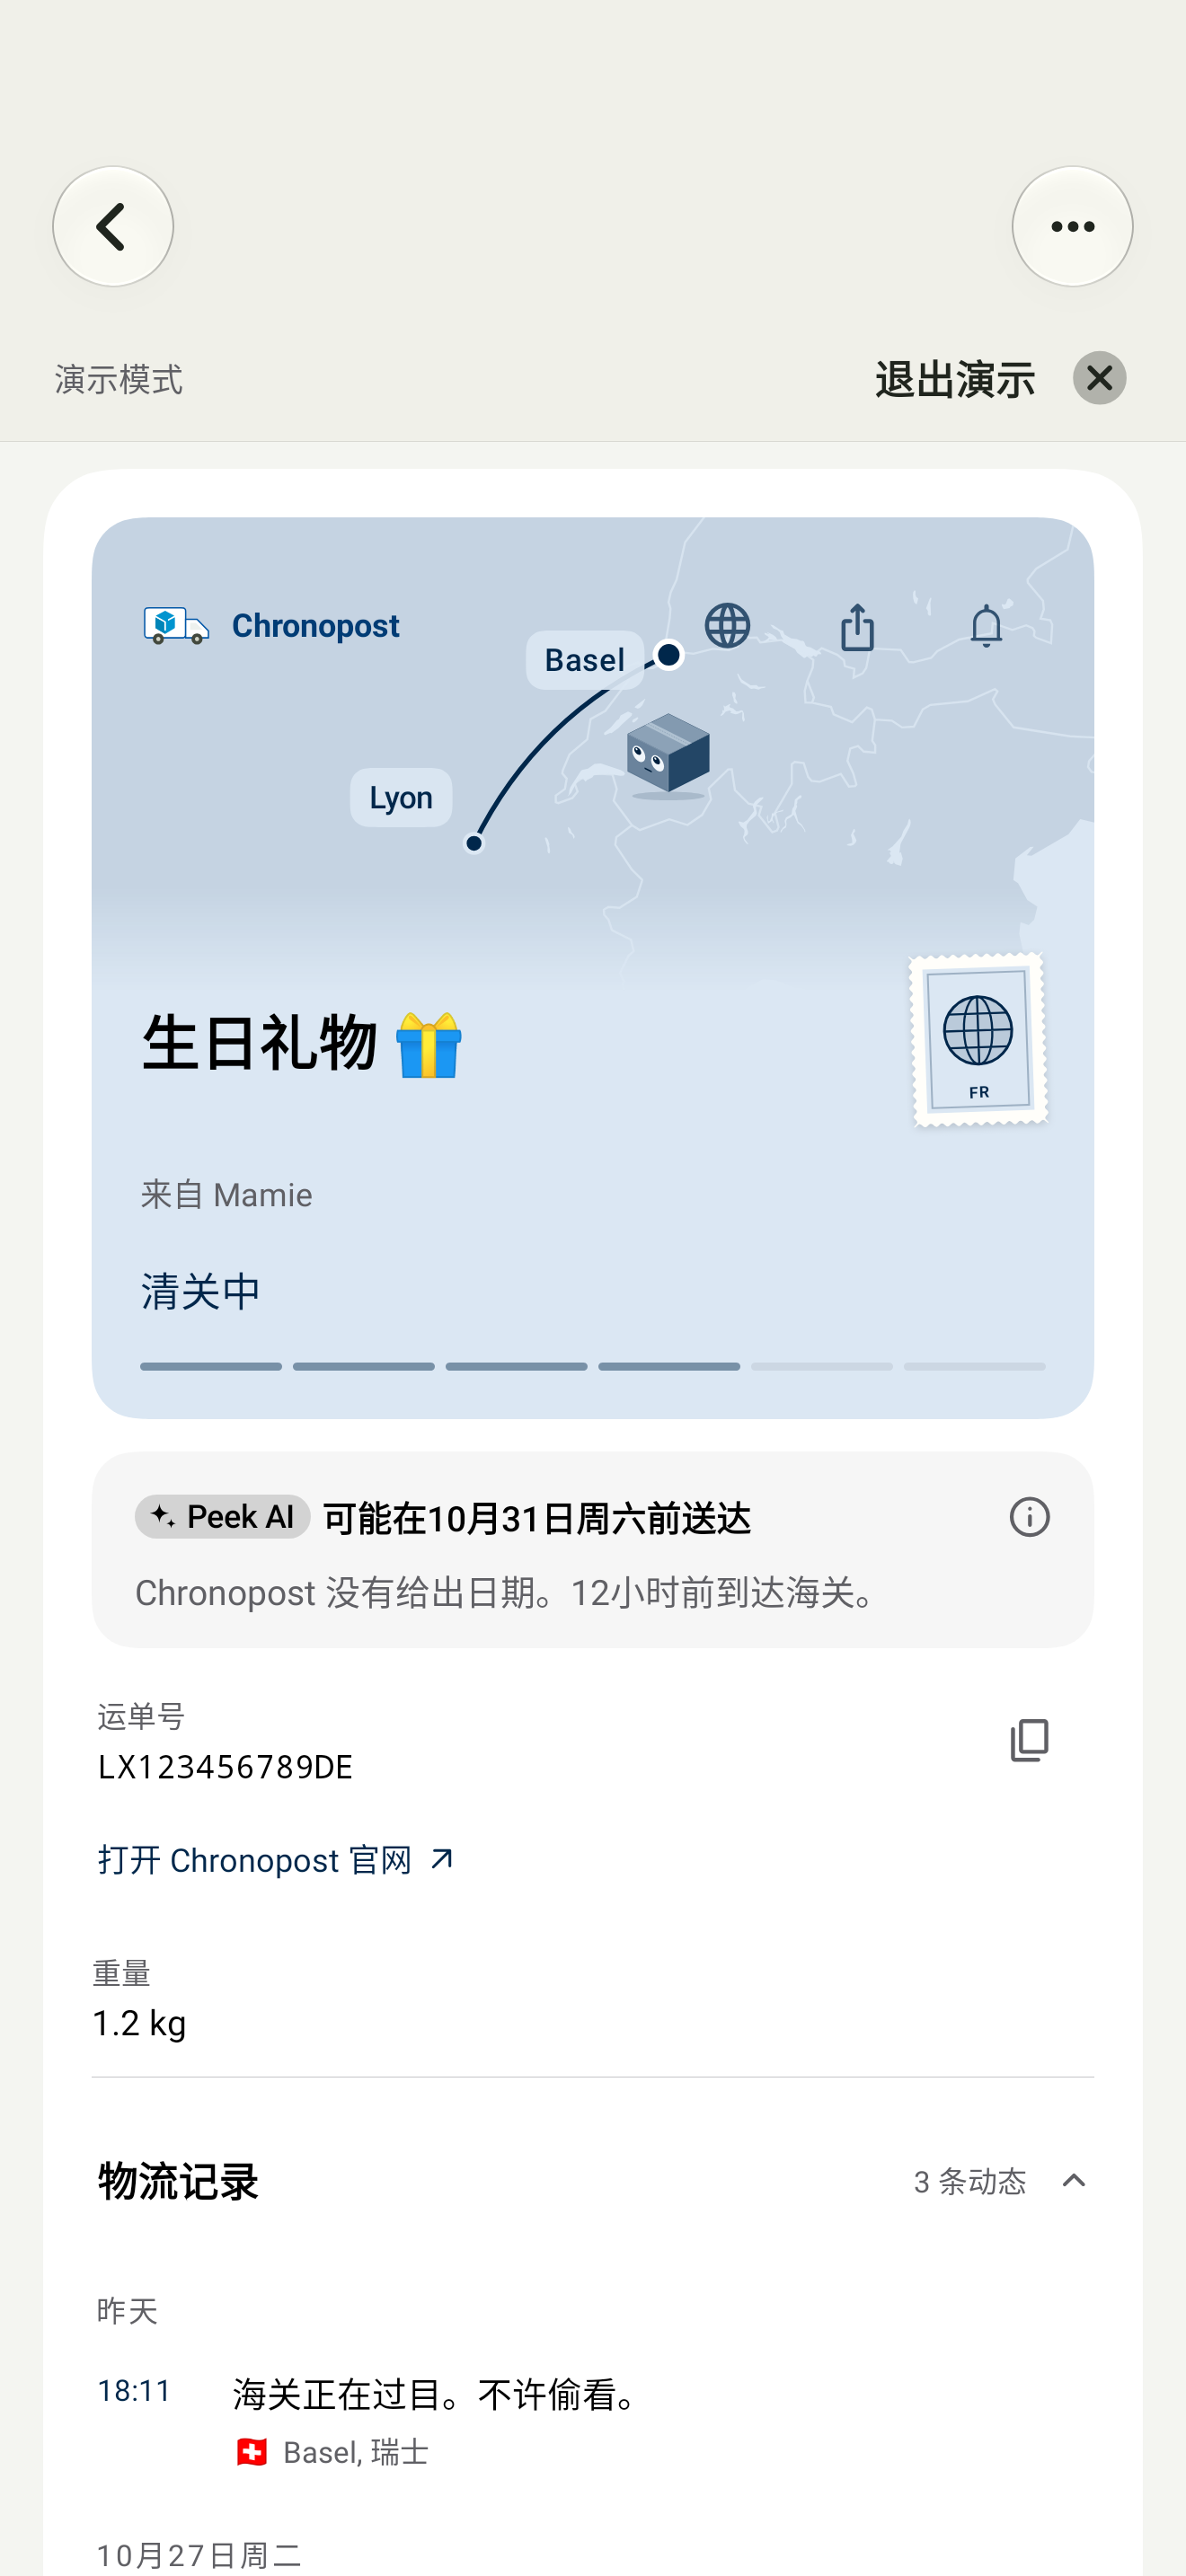 演示模式
退出演示
Chronopost
Basel
Lyon
生日礼物
FR
来自 Mamie
清关中
Peek AI 可能在10月31日周六前送达
Chronopost 没有给出日期。12小时前到达海关。
运单号
LX123456789DE
打开 Chronopost 官网
重量
1.2 kg
物流记录
3 条动态
昨天
18:11 海关正在过目。不许偷看。
Basel, 瑞士
10月27日周二